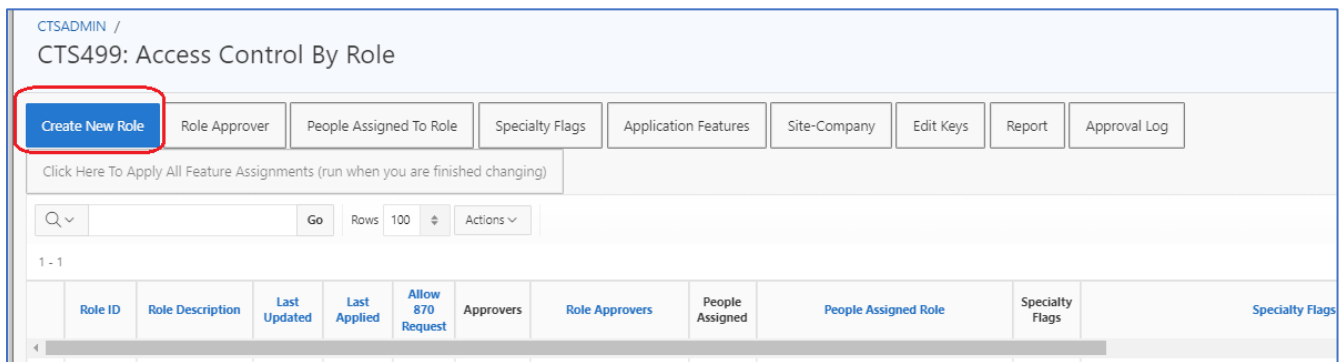 CTSADMIN /
CTS499: Access Control By Role
Create New Role Role Approver People Assigned To Role Specialty Flags Application Features Site-Company Edit Keys Report Approval Log
Click Here To Apply All Feature Assignments (run when you are finished changing)
Go Rows 100 Actions
1 - 1
Role ID Role Description Last Updated Last Applied Allow 870 Request Approvers Role Approvers People Assigned People Assigned Role Specialty Flags Specialty Flags